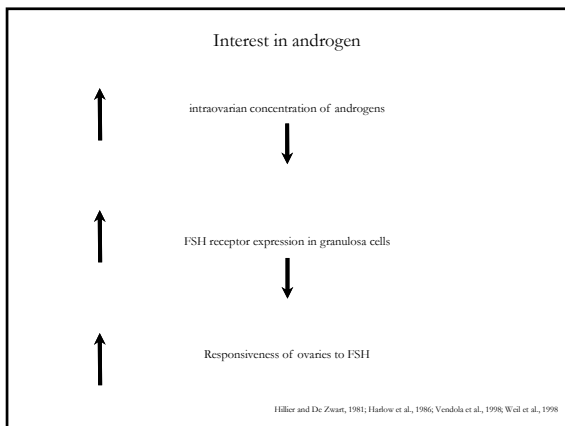 Interest in androgen
intraovarian concentration of androgens
FSH receptor expression in granulosa cells
Responsiveness of ovaries to FSH
Hillier and De Zwart, 1981; Harlow et al., 1986; Vendola et al., 1998; Weil et al., 1998